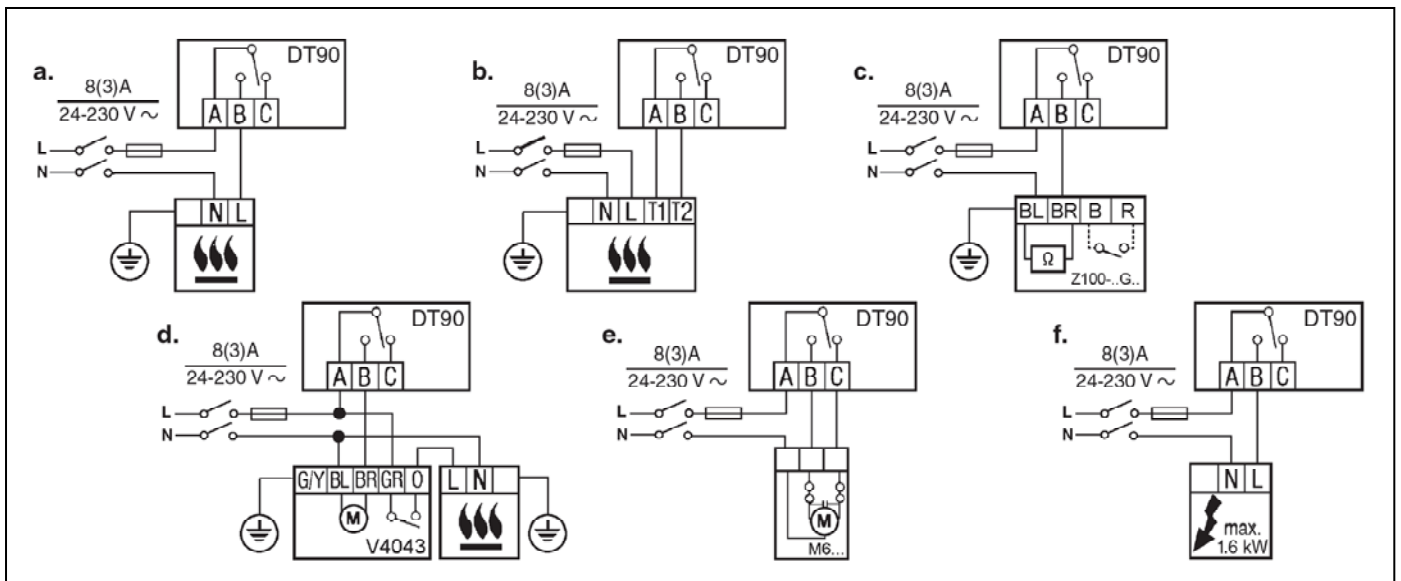 a.
8(3)A
24-230 V ~
L
N
DT90
A B C
N L
b.
8(3)A
24-230 V ~
L
N
DT90
A B C
N L T1 T2
c.
8(3)A
24-230 V ~
L
N
DT90
A B C
BL BR B R
Ω
Z100-..G..
d.
8(3)A
24-230 V ~
L
N
DT90
A B C
G/Y BL BR GR O
M
V4043
L N
e.
8(3)A
24-230 V ~
L
N
DT90
A B C
M
M6...
f.
8(3)A
24-230 V ~
L
N
DT90
A B C
N L
max.
1.6 kW